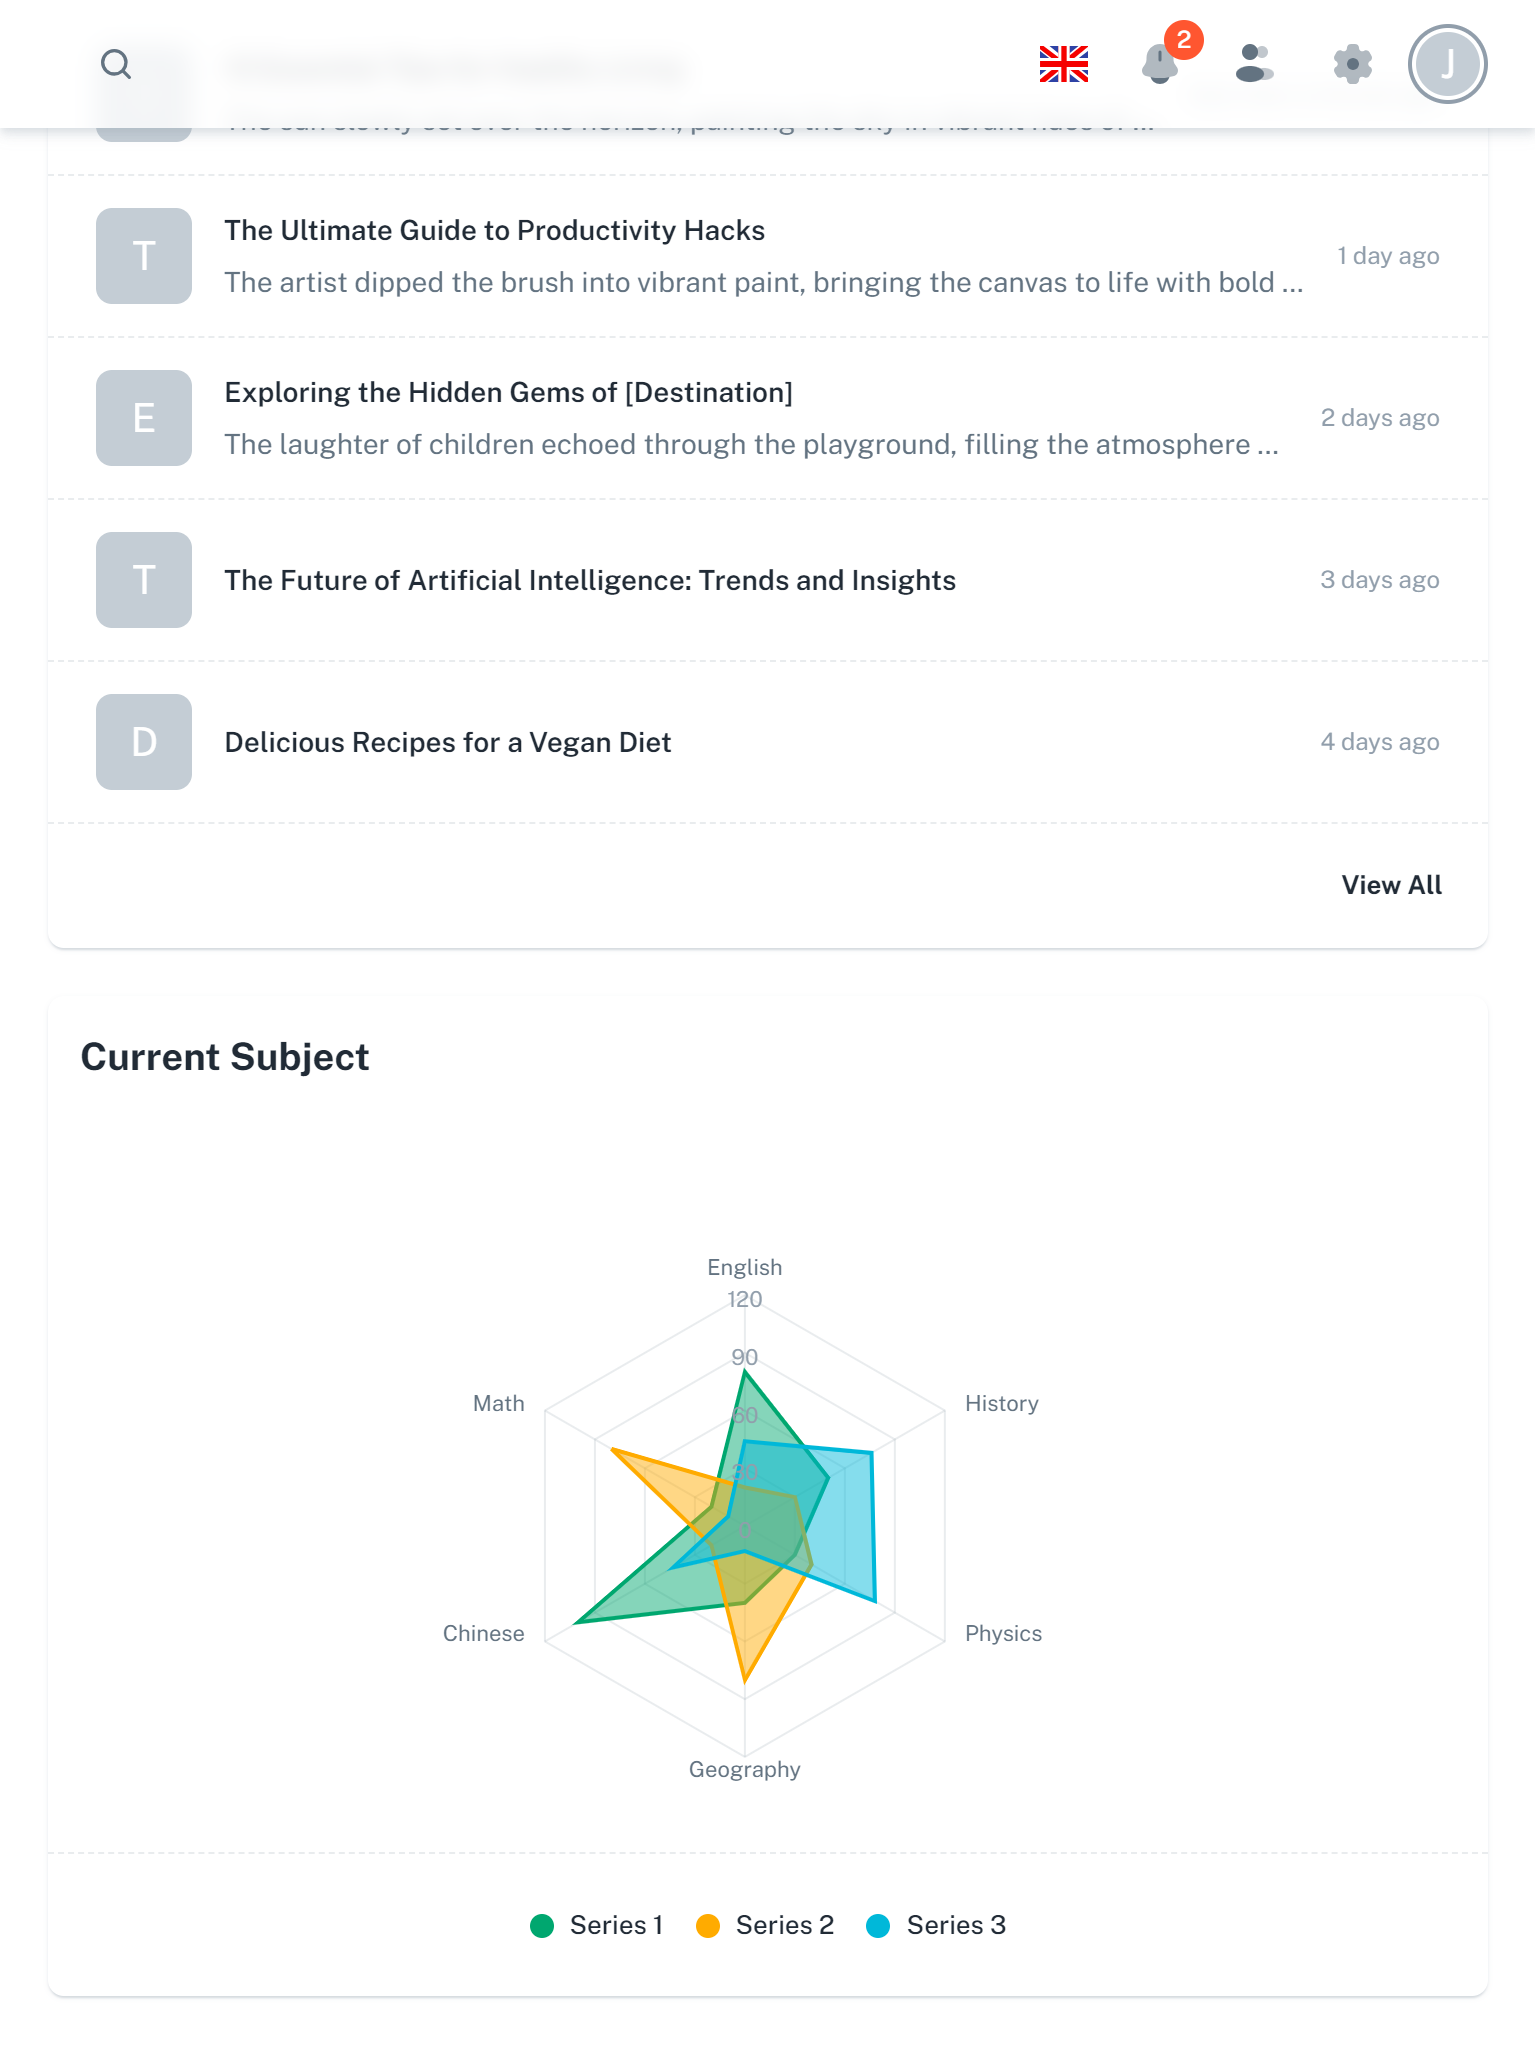 2
J
The Ultimate Guide to Productivity Hacks
T
1 day ago
The artist dipped the brush into vibrant paint, bringing the canvas to life with bold ...
Exploring the Hidden Gems of [Destination]
E
2 days ago
The laughter of children echoed through the playground, filling the atmosphere ...
T
The Future of Artificial Intelligence: Trends and Insights
3 days ago
D
Delicious Recipes for a Vegan Diet
4 days ago
View All
Current Subject
English
120
90
Math
History
60
30
0
Chinese
Physics
Geography
Series 1
Series 2
Series 3